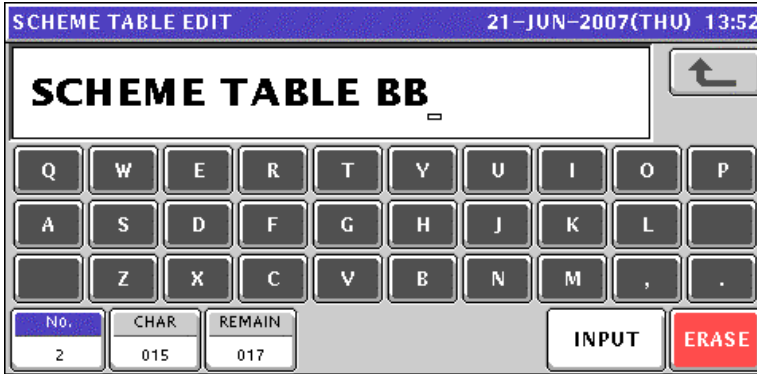 SCHEME TABLE EDIT 21-JUN-2007(THU) 13:52
SCHEME TABLE BB
Q W E R T Y U I O P
A S D F G H J K L
Z X C V B N M , .
No. CHAR REMAIN
2 015 017
INPUT ERASE